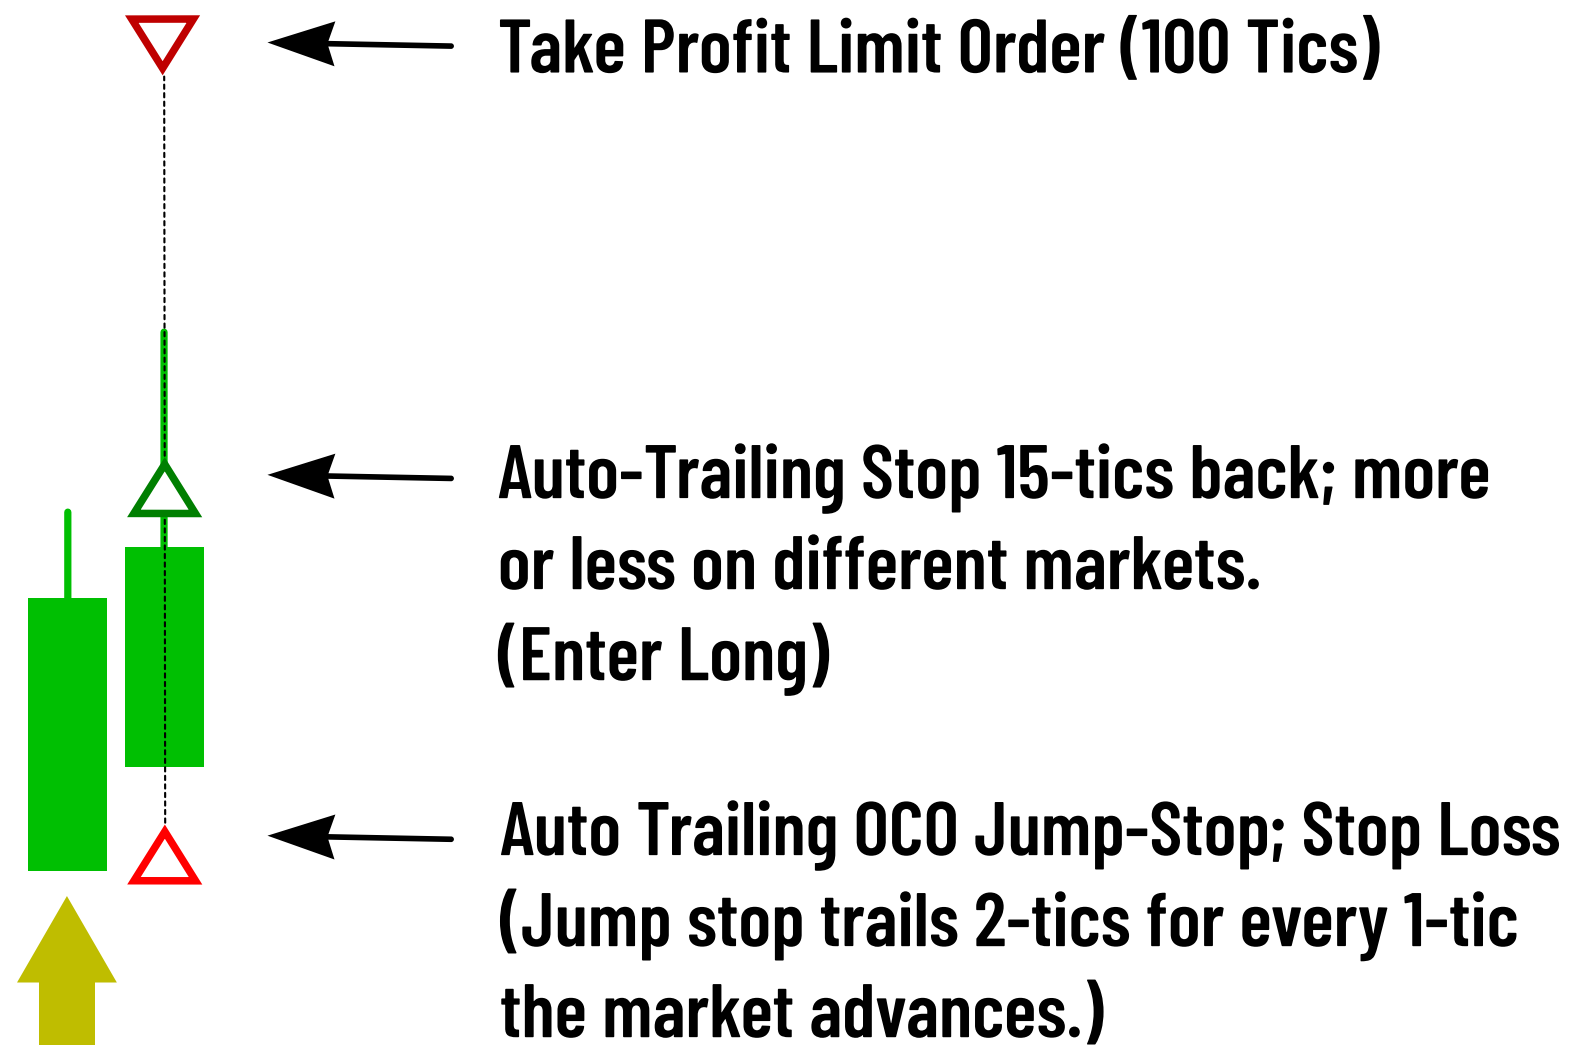 Take Profit Limit Order (100 Tics)
Auto-Trailing Stop 15-tics back; more
or less on different markets.
(Enter Long)
Auto Trailing OCO Jump-Stop; Stop Loss
(Jump stop trails 2-tics for every 1-tic
the market advances.)